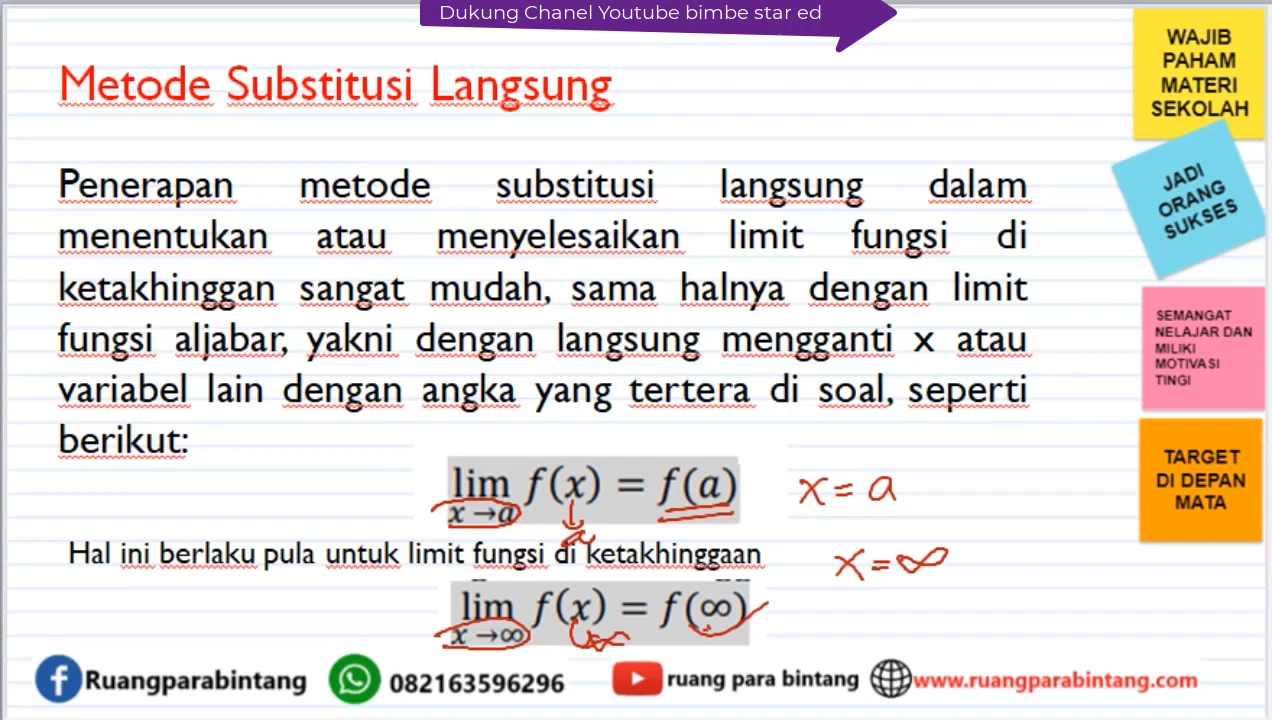 Dukung Chanel Youtube bimbe star ed
Metode Substitusi Langsung
Penerapan metode substitusi langsung dalam
menentukan atau menyelesaikan limit fungsi di
ketakhinggan sangat mudah, sama halnya dengan limit
fungsi aljabar, yakni dengan langsung mengganti x atau
variabel lain dengan angka yang tertera di soal, seperti
berikut:
lim f(x) = f(a)
x →a
x = a
a
Hal ini berlaku pula untuk limit fungsi di ketakhinggaan
x = ∞
lim f(x) = f(∞)
x →∞
∞
WAJIB
PAHAM
MATERI
SEKOLAH
JADI
ORANG
SUKSES
SEMANGAT
NELAJAR DAN
MILIKI
MOTIVASI
TINGI
TARGET
DI DEPAN
MATA
Ruangparabintang
082163596296
ruang para bintang
www.ruangparabintang.com